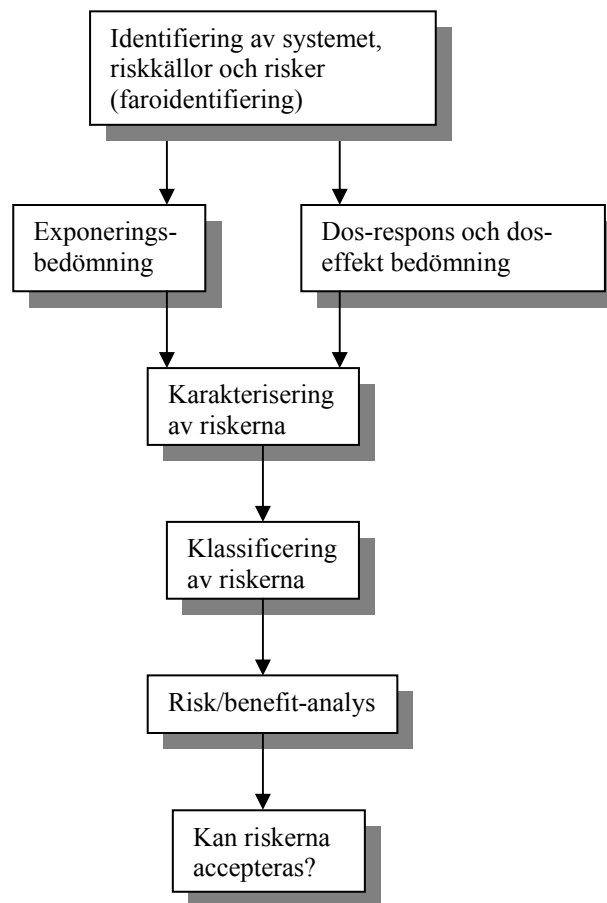 Identifiering av systemet,
riskkällor och risker
(faroidentifiering)
Exponerings-
bedömning
Dos-respons och dos-
effekt bedömning
Karakterisering
av riskerna
Klassificering
av riskerna
Risk/benefit-analys
Kan riskerna
accepteras?